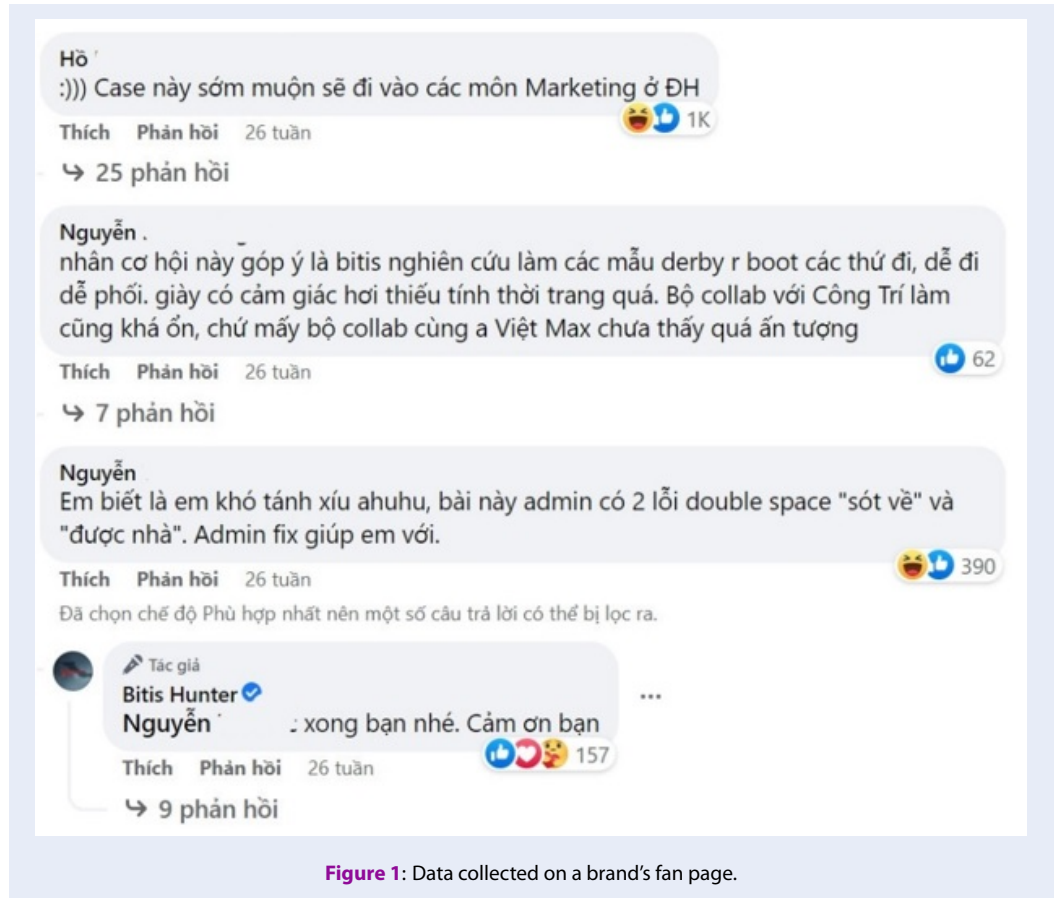 Hồ
:))) Case này sớm muộn sẽ đi vào các môn Marketing ở ĐH
1K
Thích Phản hồi 26 tuần
25 phản hồi
Nguyễn .
nhân cơ hội này góp ý là bitis nghiên cứu làm các mẫu derby r boot các thứ đi, dễ đi
dễ phối. giày có cảm giác hơi thiếu tính thời trang quá. Bộ collab với Công Trí làm
cũng khá ổn, chứ mấy bộ collab cùng a Việt Max chưa thấy quá ấn tượng
62
Thích Phản hồi 26 tuần
7 phản hồi
Nguyễn
Em biết là em khó tánh xíu ahuhu, bài này admin có 2 lỗi double space "sót về" và
"được nhà". Admin fix giúp em với.
390
Thích Phản hồi 26 tuần
Đã chọn chế độ Phù hợp nhất nên một số câu trả lời có thể bị lọc ra.
Tác giả
Bitis Hunter
...
Nguyễn xong bạn nhé. Cảm ơn bạn
157
Thích Phản hồi 26 tuần
9 phản hồi
Figure 1: Data collected on a brand's fan page.